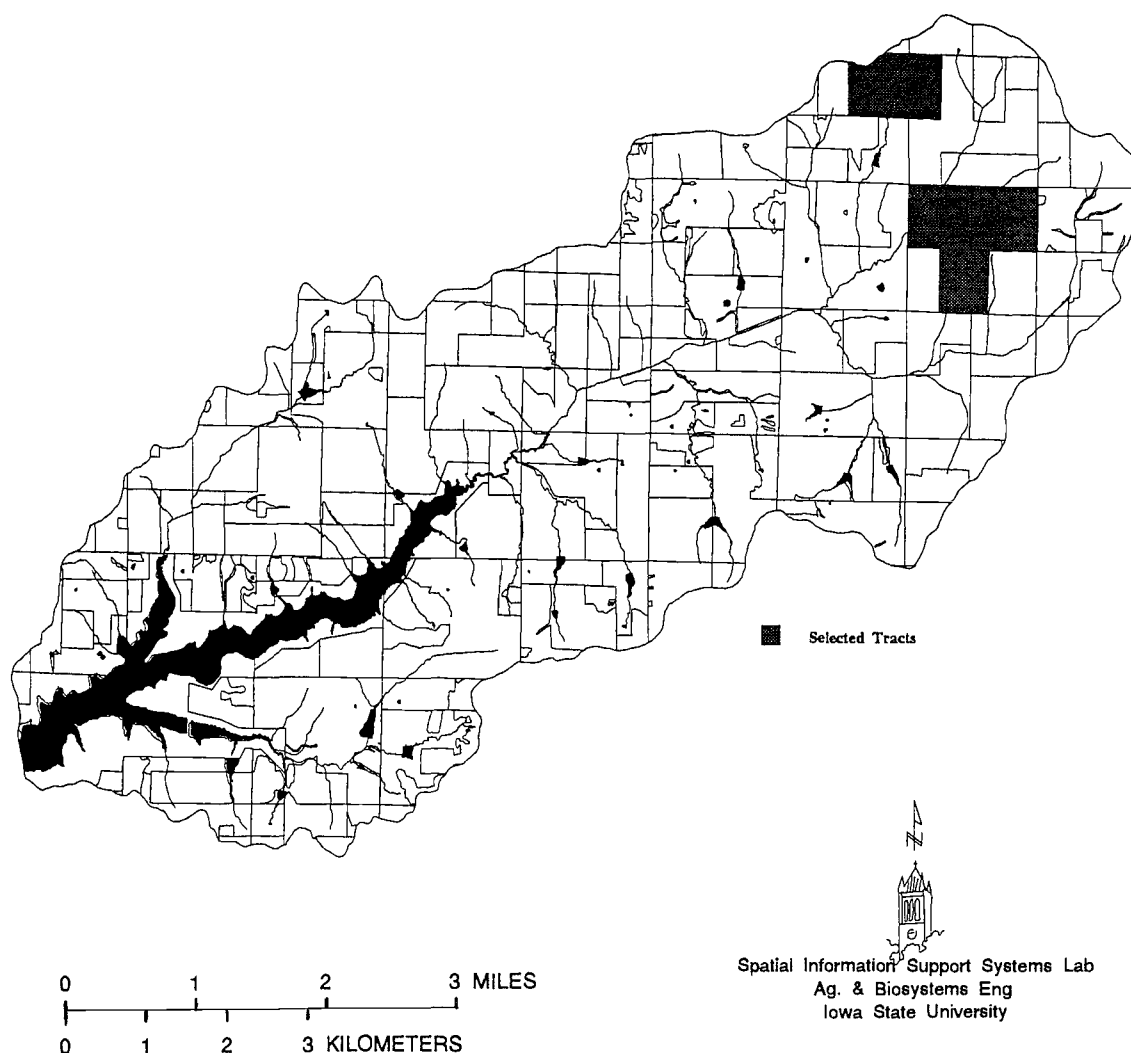 Selected Tracts
N
Spatial Information Support Systems Lab
Ag. & Biosystems Eng
Iowa State University
0 1 2 3 MILES
0 1 2 3 KILOMETERS